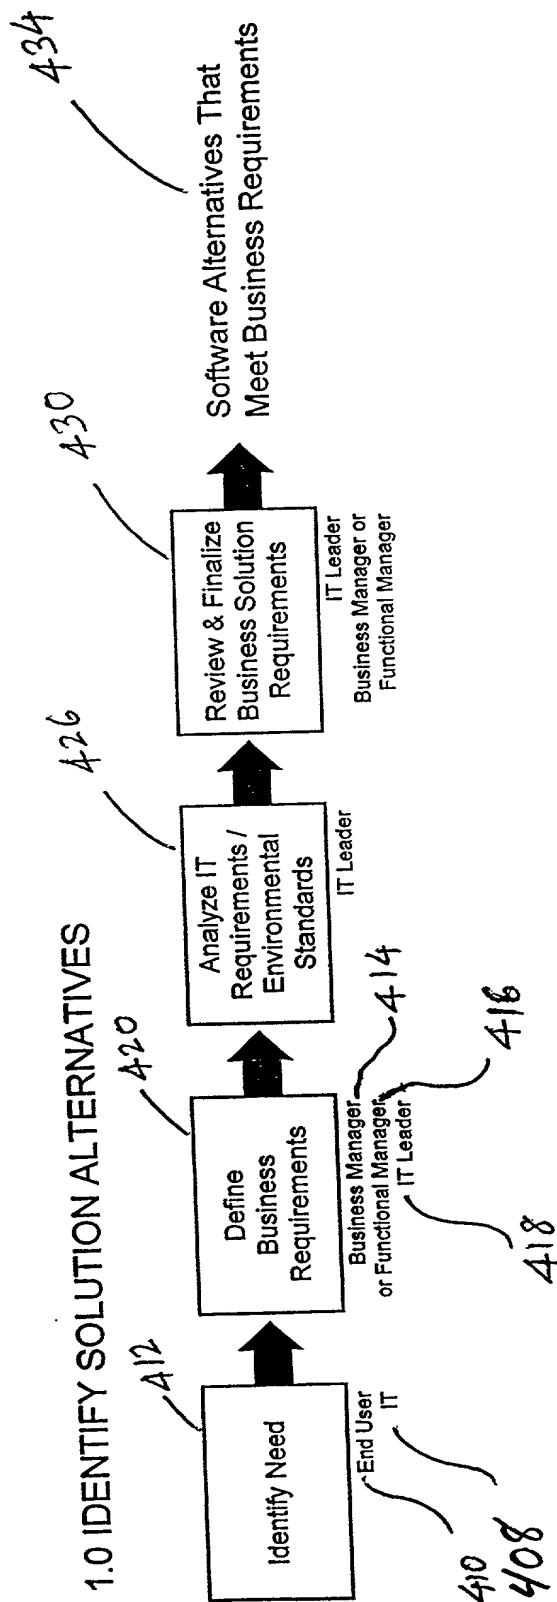 1.0 IDENTIFY SOLUTION ALTERNATIVES
412
Identify Need
End User
IT
410
408
420
Define
Business
Requirements
Business Manager
or Functional Manager
IT Leader
414
416
418
426
Analyze IT
Requirements /
Environmental
Standards
IT Leader
430
Review & Finalize
Business Solution
Requirements
IT Leader
Business Manager or
Functional Manager
434
Software Alternatives That
Meet Business Requirements